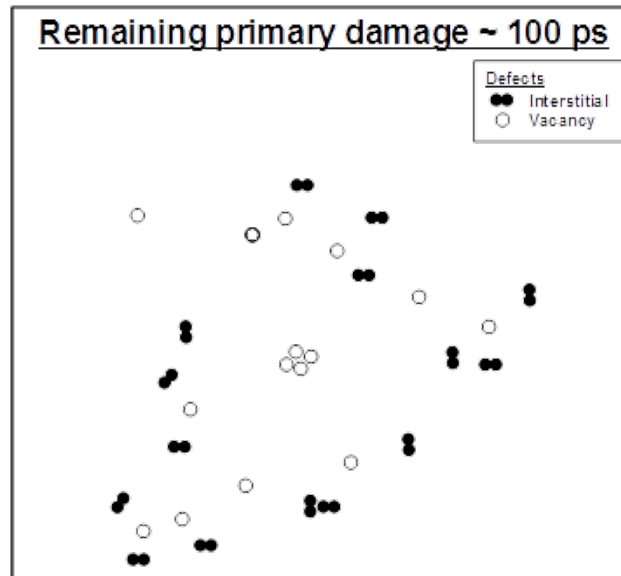 Remaining primary damage ~ 100 ps
Defects
Interstitial
Vacancy